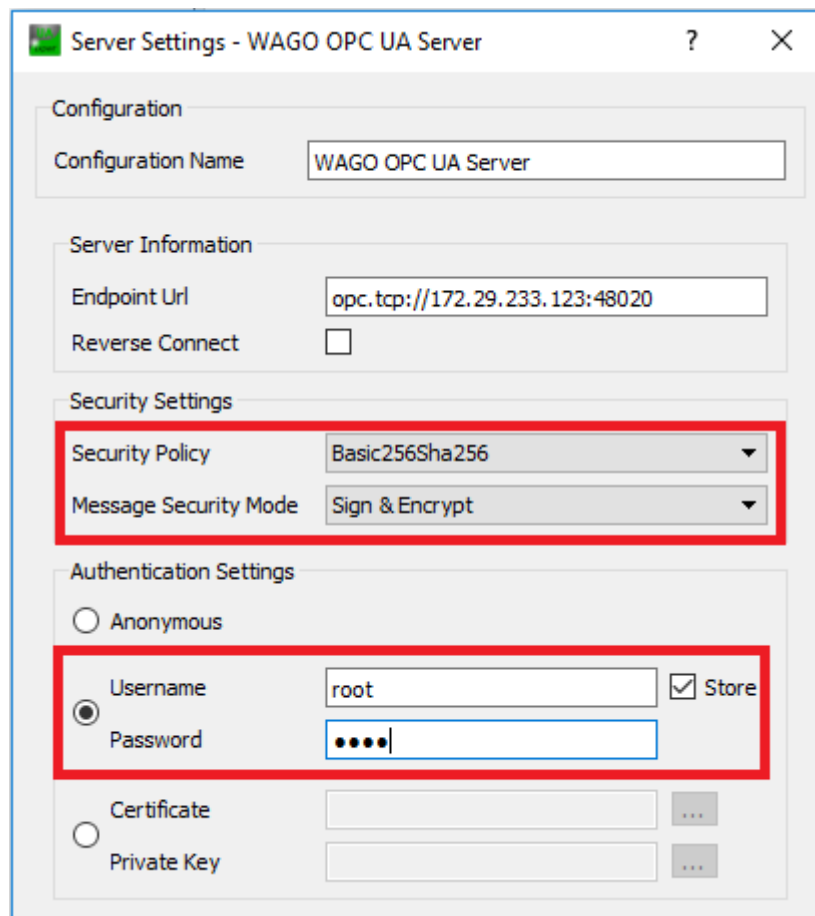 Server Settings - WAGO OPC UA Server ? ×
Configuration
Configuration Name WAGO OPC UA Server
Server Information
Endpoint Url opc.tcp://172.29.233.123:48020
Reverse Connect
Security Settings
Security Policy Basic256Sha256
Message Security Mode Sign & Encrypt
Authentication Settings
Anonymous
Username root Store
Password ••••
Certificate ...
Private Key ...